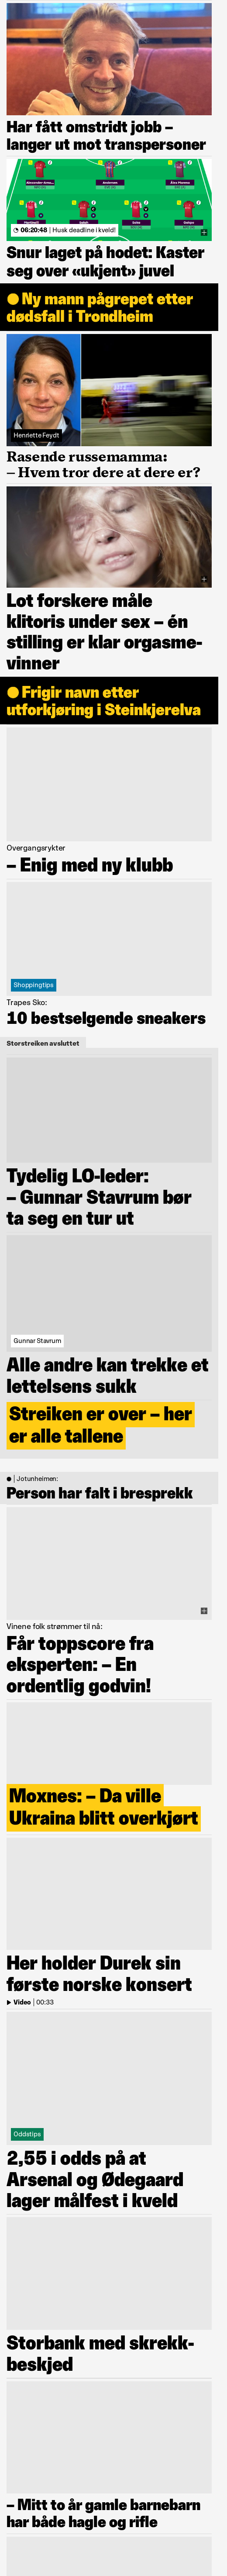 Har fått omstridt jobb –
langer ut mot transpersoner
06:20:48 | Husk deadline i kveld!
Snur laget på hodet: Kaster
seg over «ukjent» juvel
Ny mann pågrepet etter
dødsfall i Trondheim
Henriette Feydt
Rasende russemamma:
– Hvem tror dere at dere er?
Lot forskere måle
klitoris under sex – én
stilling er klar orgasme-
vinner
Frigir navn etter
utforkjøring i Steinkjerelva
Overgangsrykter
– Enig med ny klubb
Shoppingtips
Trapes Sko:
10 bestselgende sneakers
Storstreiken avsluttet
Tydelig LO-leder:
– Gunnar Stavrum bør
ta seg en tur ut
Gunnar Stavrum
Alle andre kan trekke et
lettelsens sukk
Streiken er over – her
er alle tallene
| Jotunheimen:
Person har falt i bresprekk
Vinene folk strømmer til nå:
Får toppscore fra
eksperten: – En
ordentlig godvin!
Moxnes: – Da ville
Ukraina blitt overkjørt
Her holder Durek sin
første norske konsert
Video | 00:33
Oddstips
2,55 i odds på at
Arsenal og Ødegaard
lager målfest i kveld
Storbank med skrekk-
beskjed
– Mitt to år gamle barnebarn
har både hagle og rifle